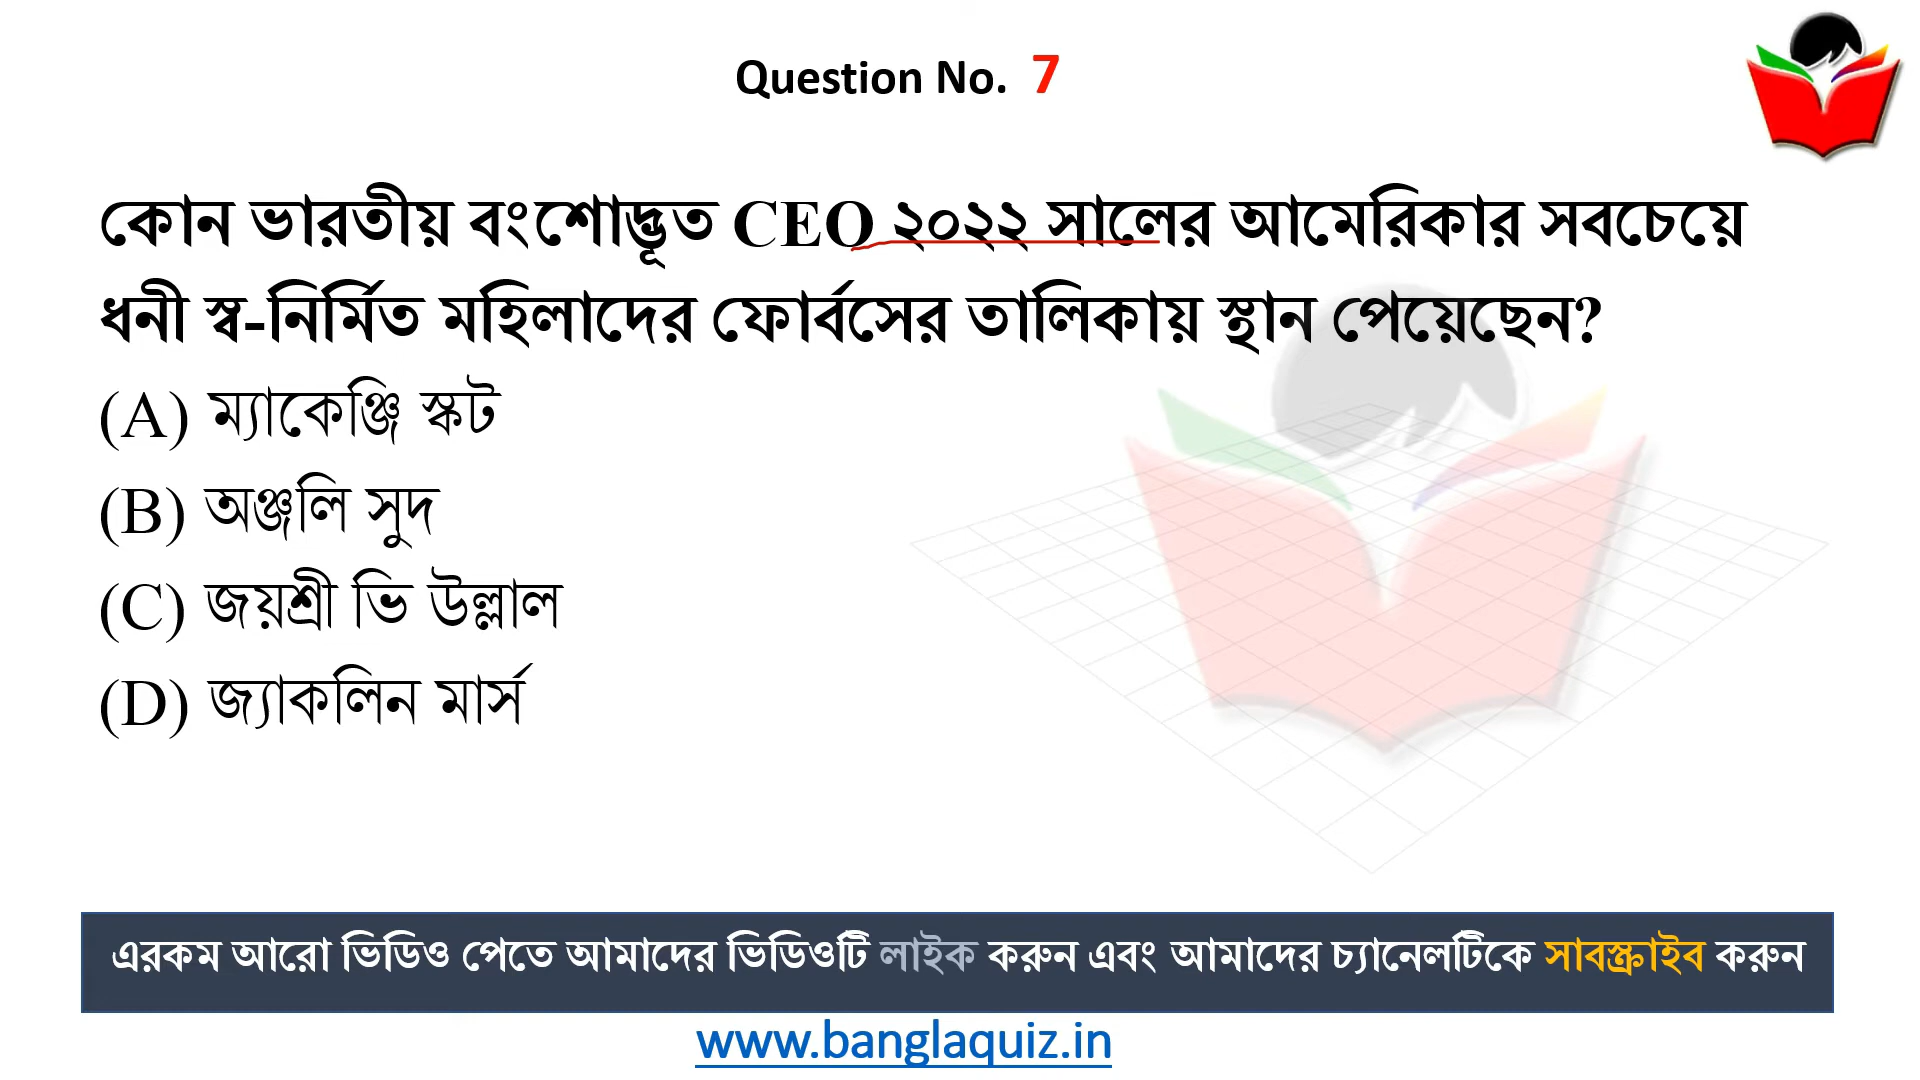 Question No. 7
কোন ভারতীয় বংশোদ্ভূত CEO ২০২২ সালের আমেরিকার সবচেয়ে
ধনী স্ব-নির্মিত মহিলাদের ফোর্বসের তালিকায় স্থান পেয়েছেন?
(A) ম্যাকেঞ্জি স্কট
(B) অঞ্জলি সুদ
(C) জয়শ্রী ভি উল্লাল
(D) জ্যাকলিন মার্স
এরকম আরো ভিডিও পেতে আমাদের ভিডিওটি লাইক করুন এবং আমাদের চ্যানেলটিকে সাবস্ক্রাইব করুন
www.banglaquiz.in